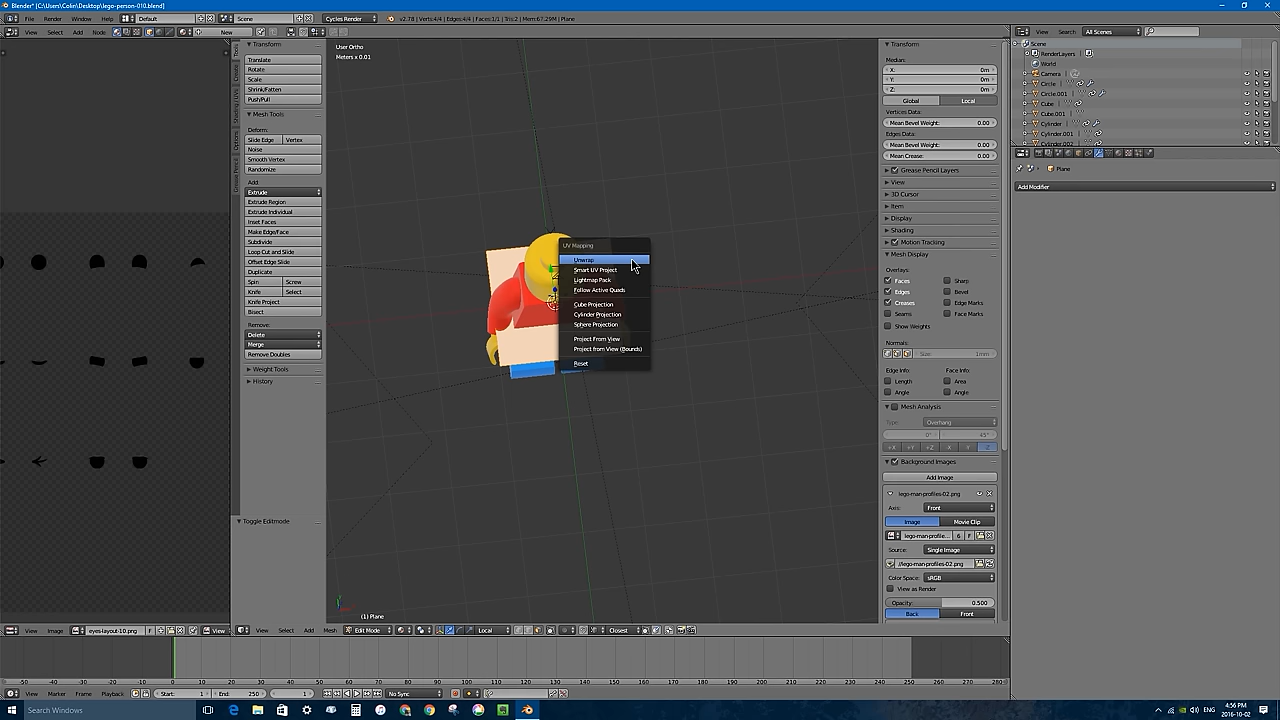 Blender* [C:\Users\Colin\Desktop\lego-person-010.blend]
File Render Window Help Default Scene Cycles Render v2.78 | Verts:4/4 | Edges:4/4 | Faces:1/1 | Tris:2 | Mem:67.29M | Plane
View Select Add Node New
User Ortho
Meters x 0.01
Tools
Create
Shading / UVs
Options
Grease Pencil
Transform
Translate
Rotate
Scale
Shrink/Fatten
Push/Pull
Mesh Tools
Deform:
Slide Edge Vertex
Noise
Smooth Vertex
Randomize
Add:
Extrude
Extrude Region
Extrude Individual
Inset Faces
Make Edge/Face
Subdivide
Loop Cut and Slide
Offset Edge Slide
Duplicate
Spin Screw
Knife Select
Knife Project
Bisect
Remove:
Delete
Merge
Remove Doubles
Weight Tools
History
Toggle Editmode
UV Mapping
Unwrap
Smart UV Project
Lightmap Pack
Follow Active Quads
Cube Projection
Cylinder Projection
Sphere Projection
Project From View
Project from View (Bounds)
Reset
(1) Plane
Transform
Median:
X: 0m
Y: 0m
Z: 0m
Global Local
Vertices Data:
Mean Bevel Weight: 0.00
Edges Data:
Mean Bevel Weight: 0.00
Mean Crease: 0.00
Grease Pencil Layers
View
3D Cursor
Item
Display
Shading
Motion Tracking
Mesh Display
Overlays:
Faces Sharp
Edges Bevel
Creases Edge Marks
Seams Face Marks
Show Weights
Normals:
Size: 1mm
Edge Info: Face Info:
Length Area
Angle Angle
Mesh Analysis
Type: Overhang
0° 45°
+X +Y +Z -X -Y -Z
Background Images
Add Image
lego-man-profiles-02.png
Axis: Front
Image Movie Clip
lego-man-profile... 6 F
Source: Single Image
//lego-man-profiles-02.png
Color Space: sRGB
View as Render
Opacity: 0.500
Back Front
View Search All Scenes
Scene
RenderLayers
World
Camera
Circle
Circle.001
Cube
Cube.001
Cylinder
Cylinder.001
Cylinder.002
Plane
Add Modifier
View Image eyes-layout-10.png F View
View Select Add Mesh Edit Mode Local Closest
-50 -40 -30 -20 -10 0 10 20 30 40 50 60 70 80 90 100 110 120 130 140 150 160 170 180 190 200 210 220 230 240 250 260 270 280
View Marker Frame Playback Start: 1 End: 250 1 No Sync
Search Windows
ENG
4:56 PM
2016-10-02